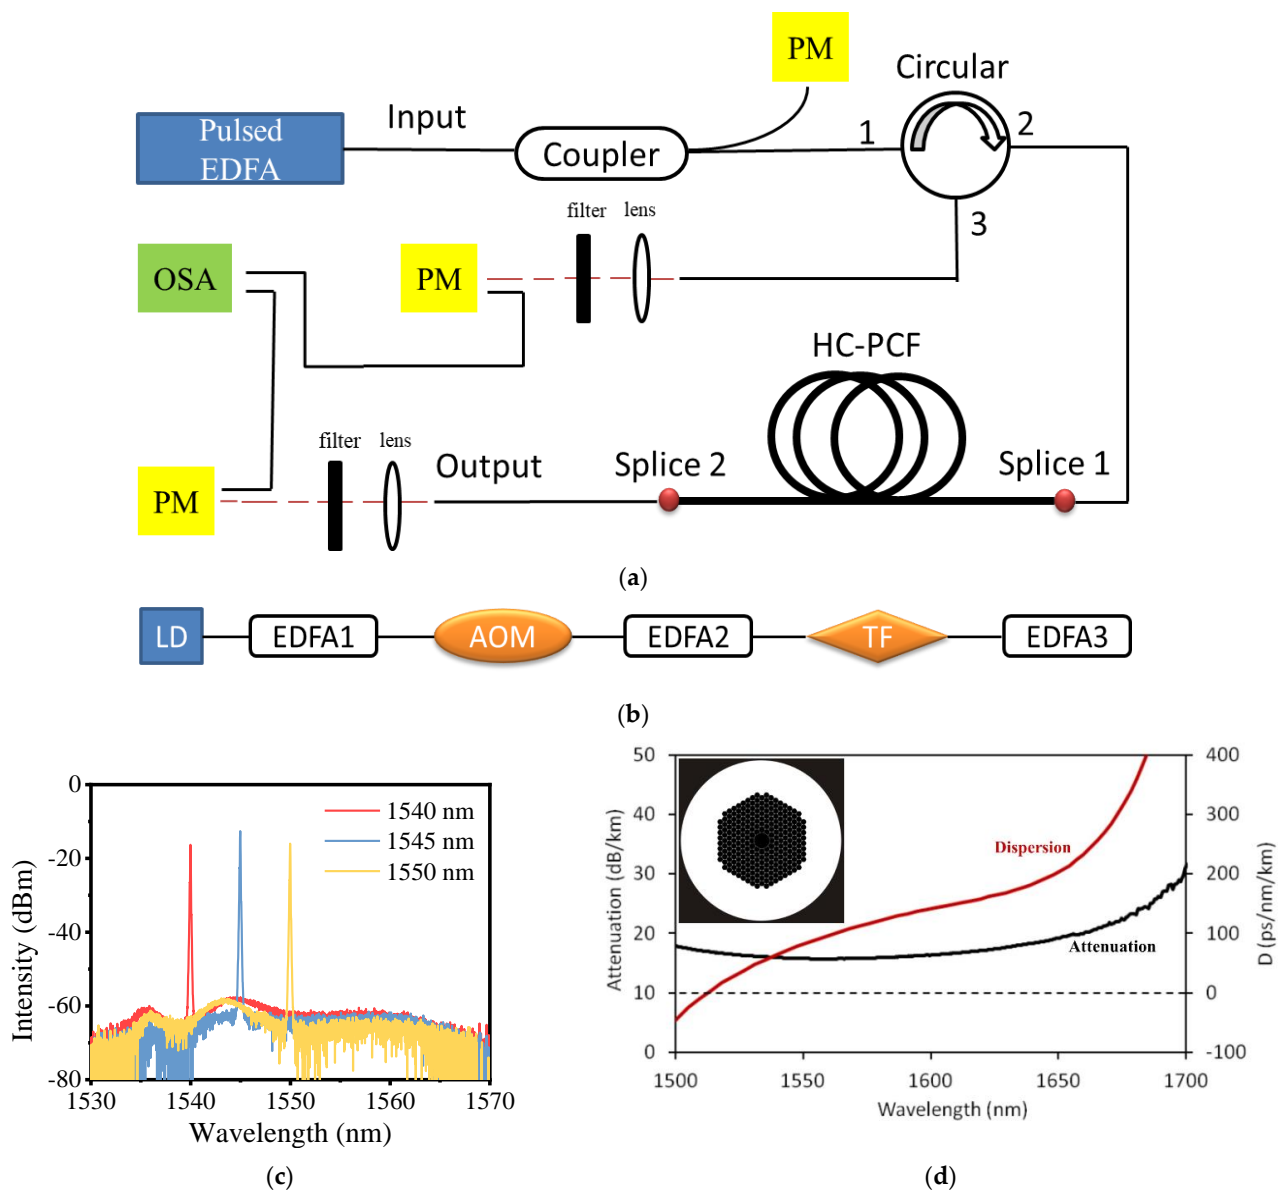 PM
Circular
Input
Pulsed
EDFA
Coupler
1
2
3
filter
lens
OSA
PM
HC-PCF
filter
lens
Output
Splice 2
Splice 1
PM
(a)
LD
EDFA1
AOM
EDFA2
TF
EDFA3
(b)
0
-20
-40
-60
-80
Intensity (dBm)
1540 nm
1545 nm
1550 nm
1530
1540
1550
1560
1570
Wavelength (nm)
(c)
50
40
30
20
10
0
Attenuation (dB/km)
Dispersion
Attenuation
400
300
200
100
0
-100
D (ps/nm/km)
1500
1550
1600
1650
1700
Wavelength (nm)
(d)